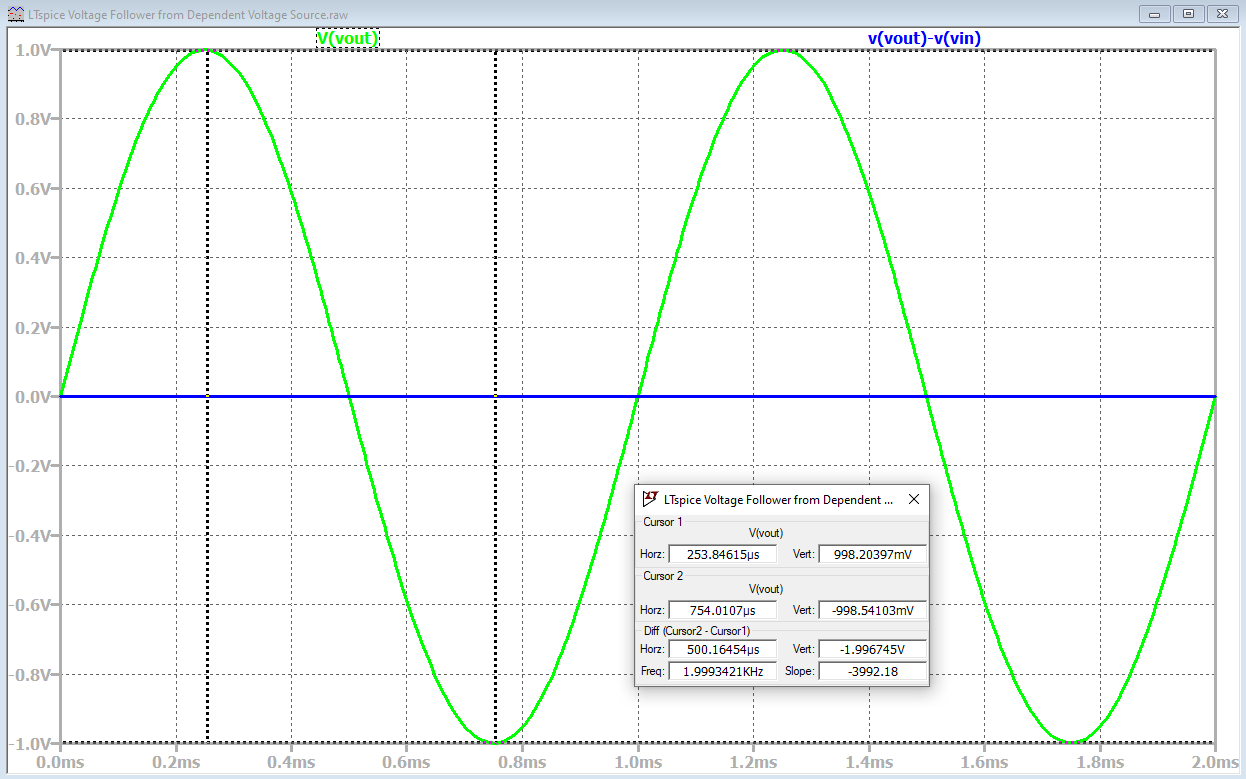 LTspice Voltage Follower from Dependent Voltage Source.raw
V(vout) v(vout)-v(vin)
1.0V
0.8V
0.6V
0.4V
0.2V
0.0V
-0.2V
-0.4V
-0.6V
-0.8V
-1.0V
0.0ms 0.2ms 0.4ms 0.6ms 0.8ms 1.0ms 1.2ms 1.4ms 1.6ms 1.8ms 2.0ms
LTspice Voltage Follower from Dependent ...
Cursor 1
V(vout)
Horz: 253.84615µs Vert: 998.20397mV
Cursor 2
V(vout)
Horz: 754.0107µs Vert: -998.54103mV
Diff (Cursor2 - Cursor1)
Horz: 500.16454µs Vert: -1.996745V
Freq: 1.9993421KHz Slope: -3992.18